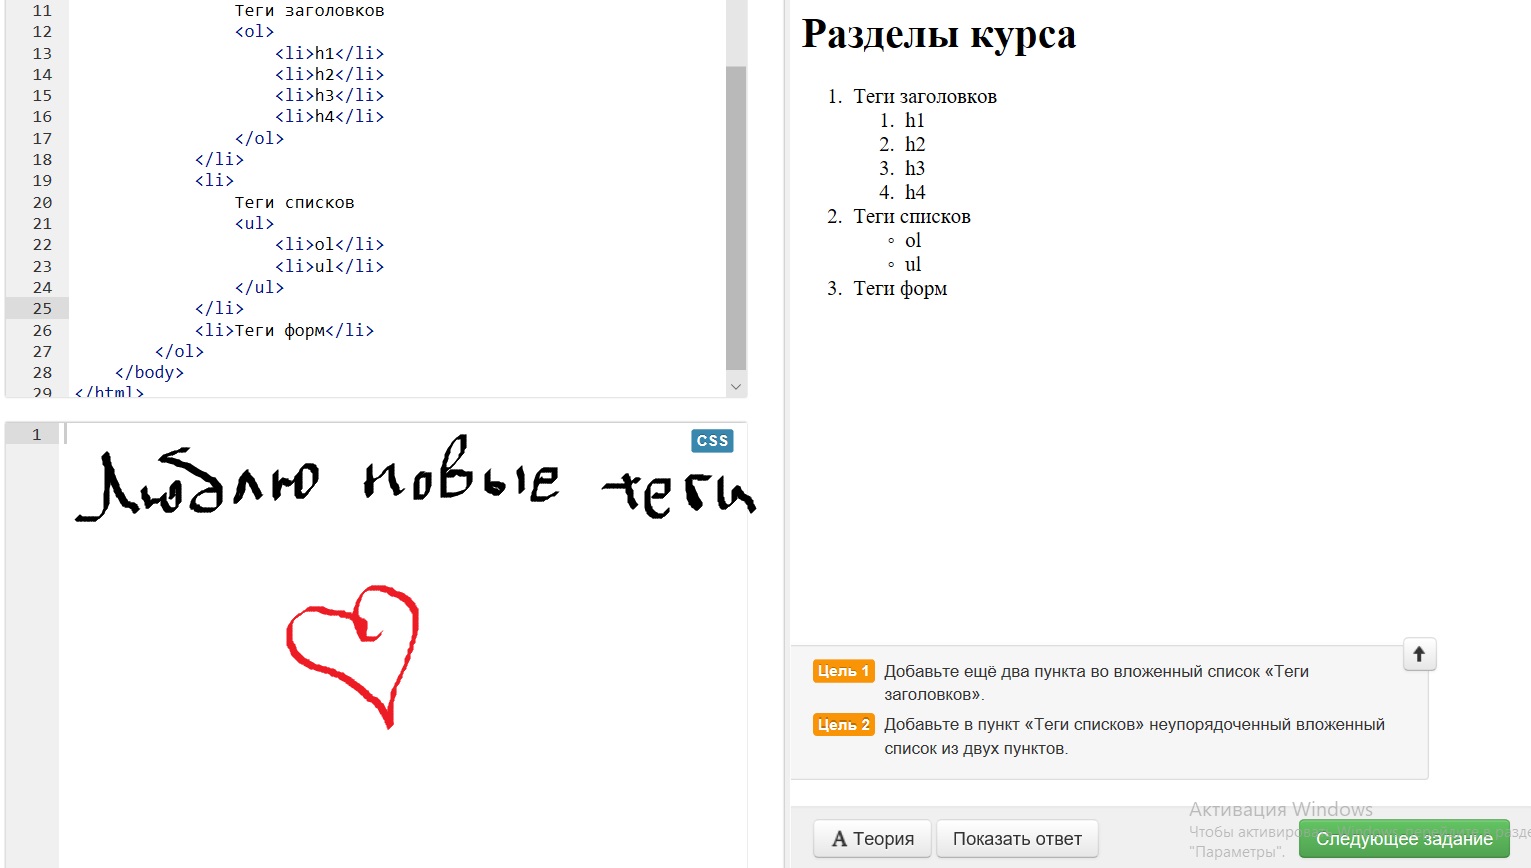 11 Теги заголовков
12 <ol>
13 <li>h1</li>
14 <li>h2</li>
15 <li>h3</li>
16 <li>h4</li>
17 </ol>
18 </li>
19 <li>
20 Теги списков
21 <ul>
22 <li>ol</li>
23 <li>ul</li>
24 </ul>
25 </li>
26 <li>Теги форм</li>
27 </ol>
28 </body>
29 </html>
1
CSS
Люблю новые теги
Разделы курса
1. Теги заголовков
1. h1
2. h2
3. h3
4. h4
2. Теги списков
◦ ol
◦ ul
3. Теги форм
Цель 1 Добавьте ещё два пункта во вложенный список «Теги
заголовков».
Цель 2 Добавьте в пункт «Теги списков» неупорядоченный вложенный
список из двух пунктов.
Активация Windows
Чтобы активировать Windows, перейдите в разде
"Параметры".
A Теория
Показать ответ
Следующее задание